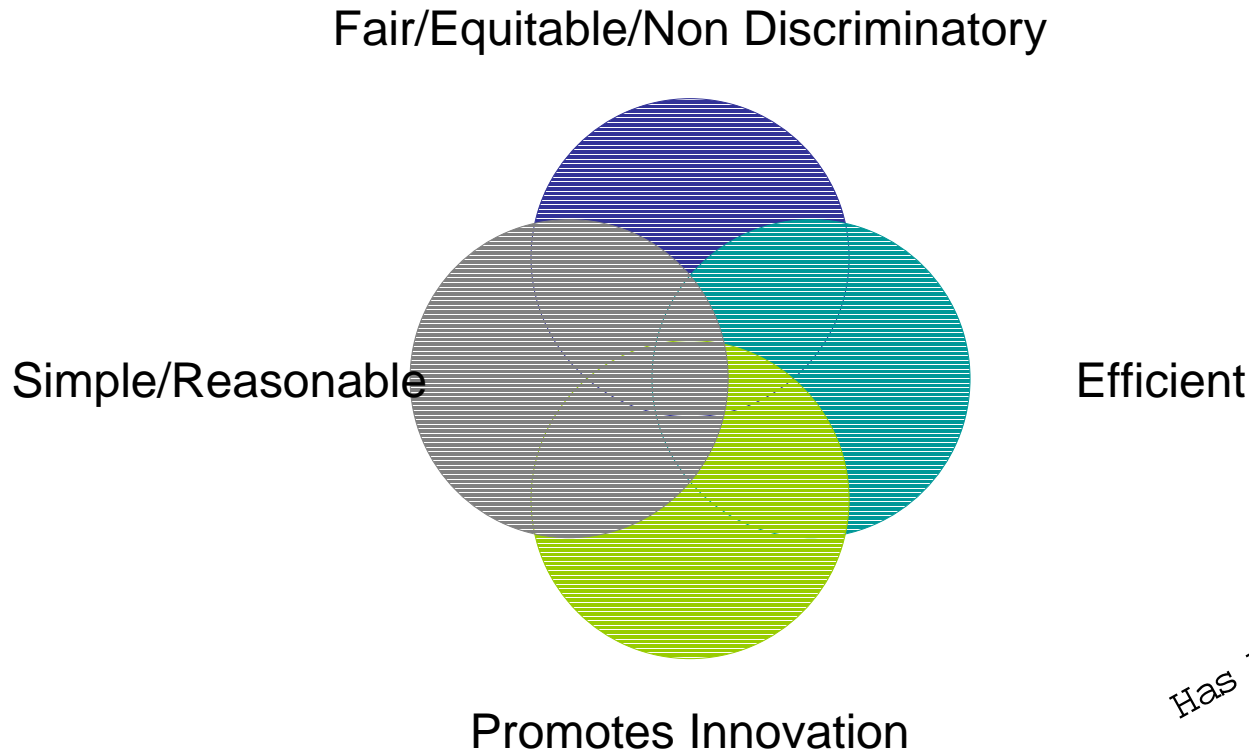 Fair/Equitable/Non Discriminatory
Simple/Reasonable
Efficient
Promotes Innovation
Has